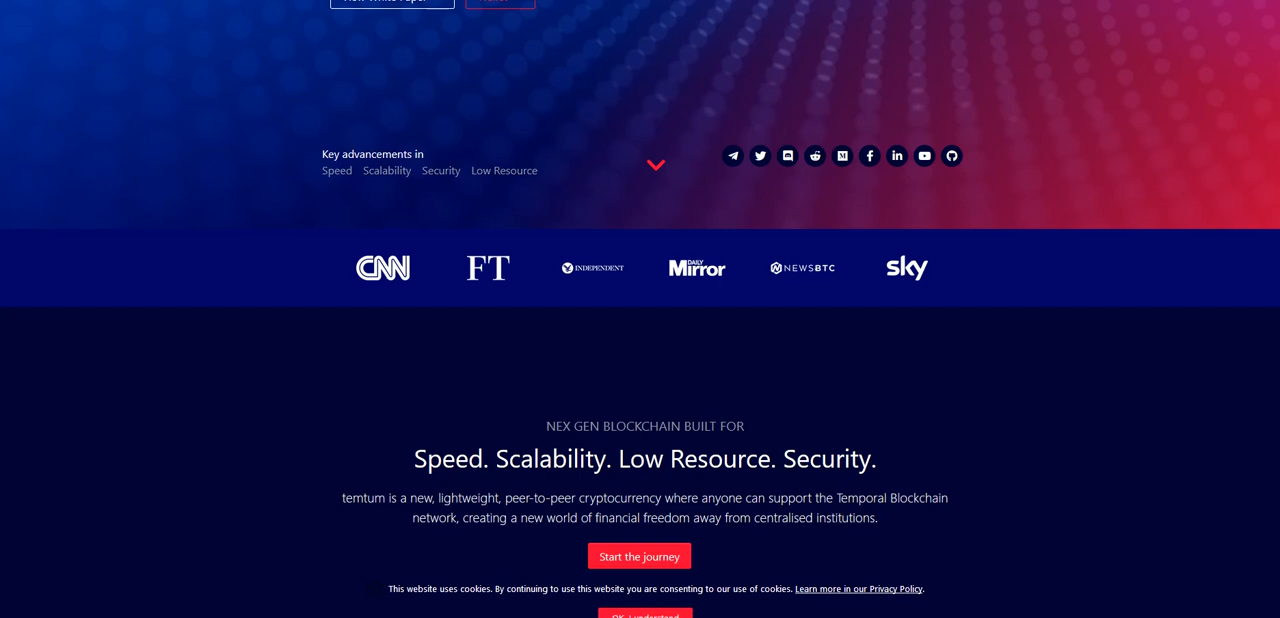 Key advancements in
Speed Scalability Security Low Resource
CNN FT INDEPENDENT DAILY Mirror NEWSBTC sky
NEX GEN BLOCKCHAIN BUILT FOR
Speed. Scalability. Low Resource. Security.
temtum is a new, lightweight, peer-to-peer cryptocurrency where anyone can support the Temporal Blockchain
network, creating a new world of financial freedom away from centralised institutions.
Start the journey
This website uses cookies. By continuing to use this website you are consenting to our use of cookies. Learn more in our Privacy Policy.
OK, I understand